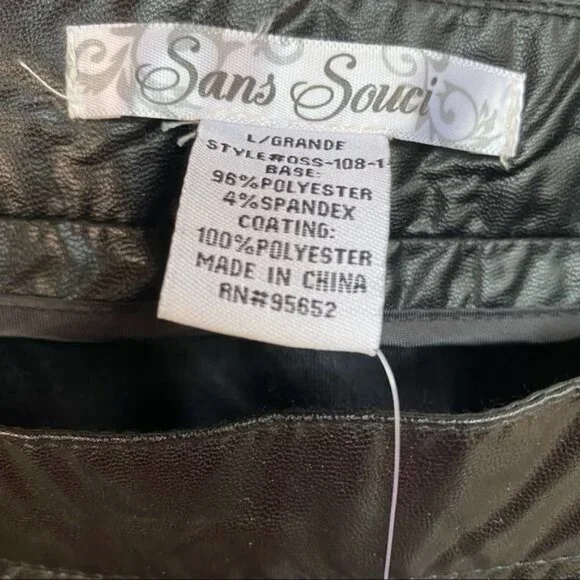 Sans Souci
L/GRANDE
STYLE#QSS-108-1
BASE:
96%POLYESTER
4%SPANDEX
COATING:
100%POLYESTER
MADE IN CHINA
RN#95652